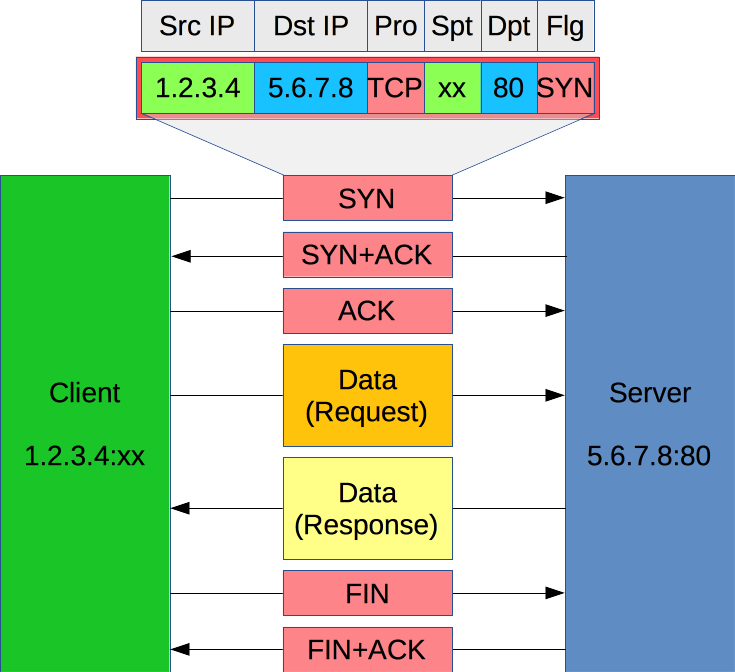 Src IP Dst IP Pro Spt Dpt Flg
1.2.3.4 5.6.7.8 TCP xx 80 SYN
SYN
SYN+ACK
ACK
Data
(Request)
Client
Server
1.2.3.4:xx
5.6.7.8:80
Data
(Response)
FIN
FIN+ACK